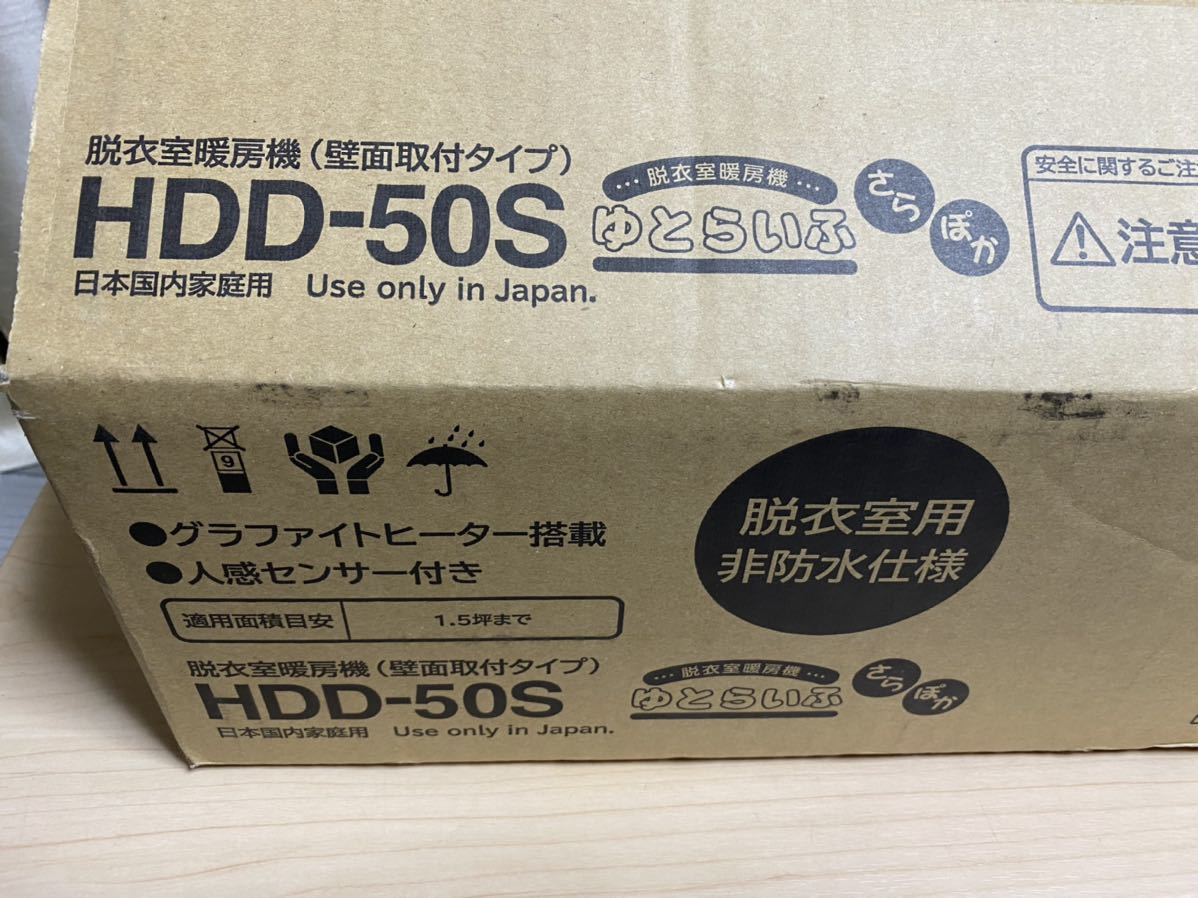 脱衣室暖房機（壁面取付タイプ）
HDD-50S
日本国内家庭用 Use only in Japan.
…脱衣室暖房機…
ゆとらいふ
さら
ぽか
安全に関するご注
注意
9
●グラファイトヒーター搭載
●人感センサー付き
適用面積目安 1.5坪まで
脱衣室用
非防水仕様
脱衣室暖房機（壁面取付タイプ）
HDD-50S
日本国内家庭用 Use only in Japan.
…脱衣室暖房機…
ゆとらいふ
さら
ぽか